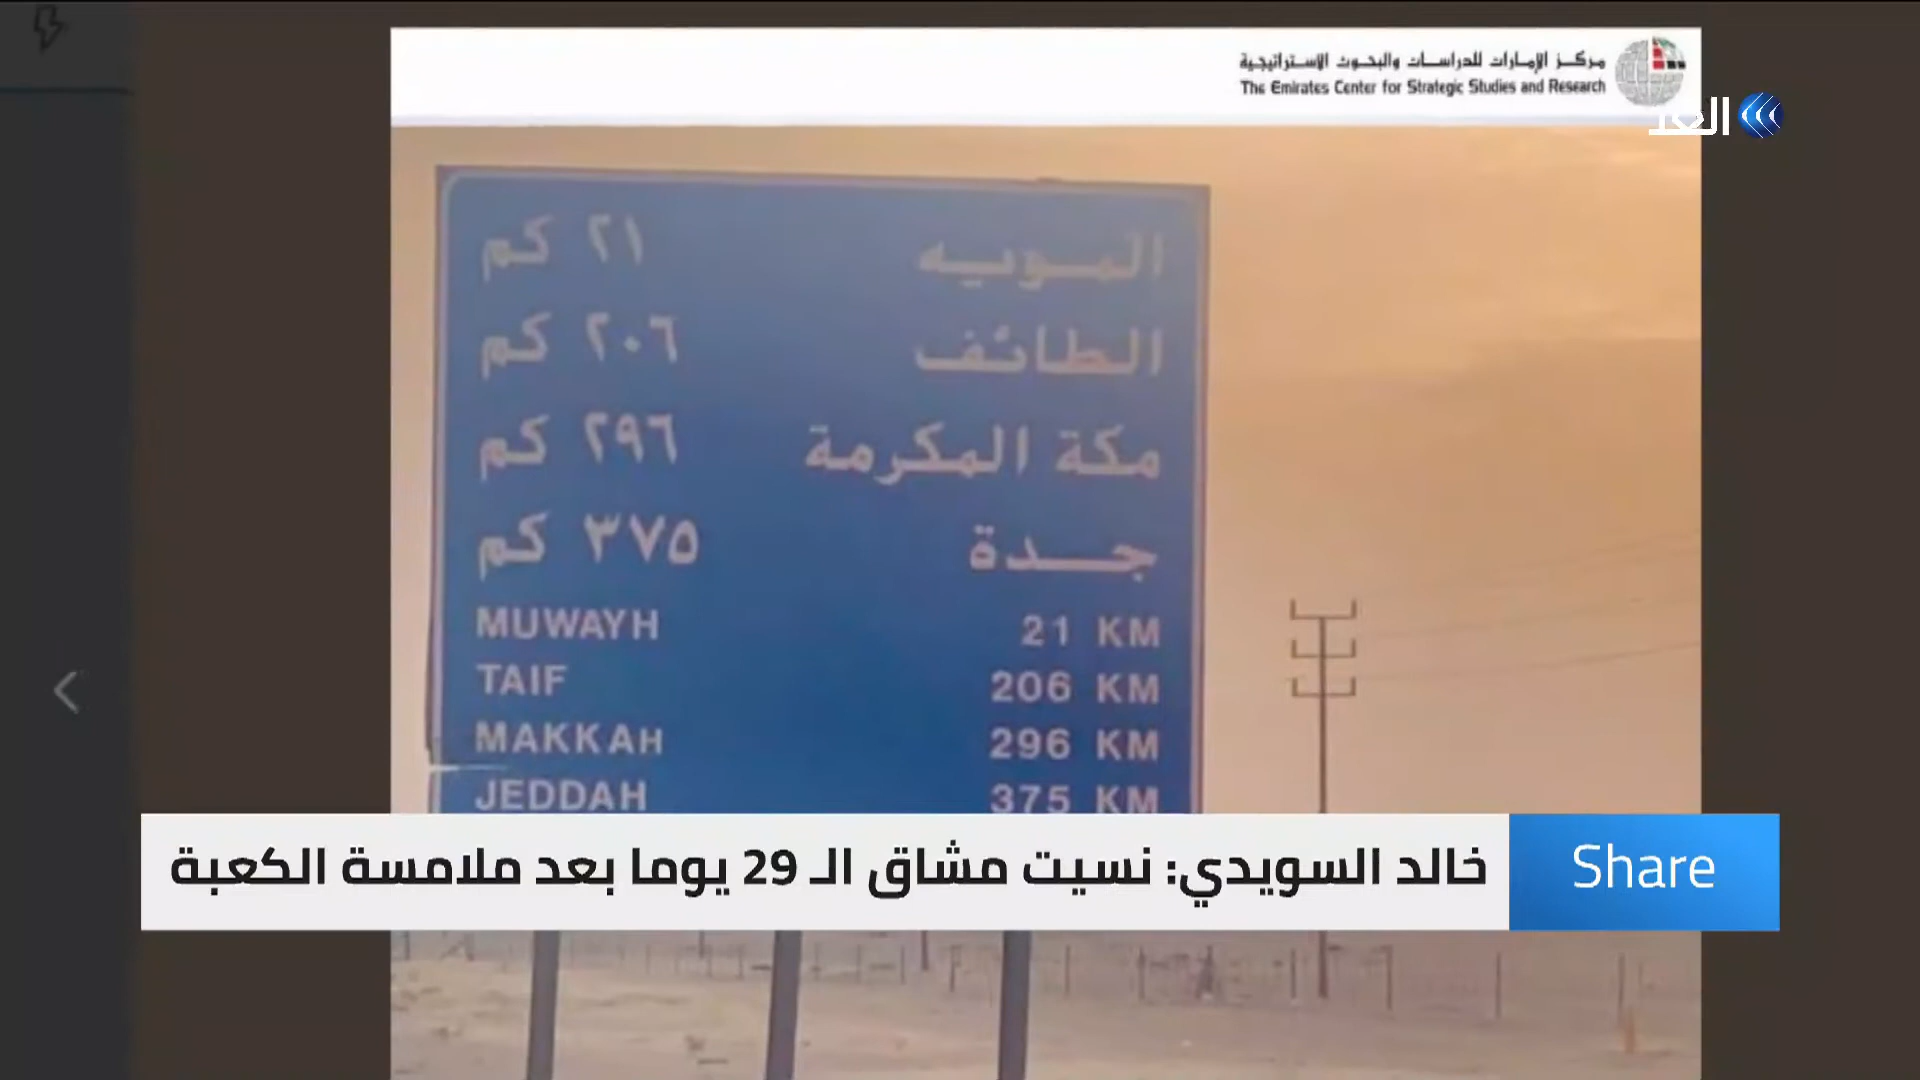 مركز الإمارات للدراسات والبحوث الاستراتيجية
The Emirates Center for Strategic Studies and Research
الغد
المويه ٢١ كم
الطائف ٢٠٦ كم
مكة المكرمة ٢٩٦ كم
جدة ٣٧٥ كم
MUWAYH 21 KM
TAIF 206 KM
MAKKAH 296 KM
JEDDAH 375 KM
خالد السويدي: نسيت مشاق الـ 29 يوما بعد ملامسة الكعبة
Share